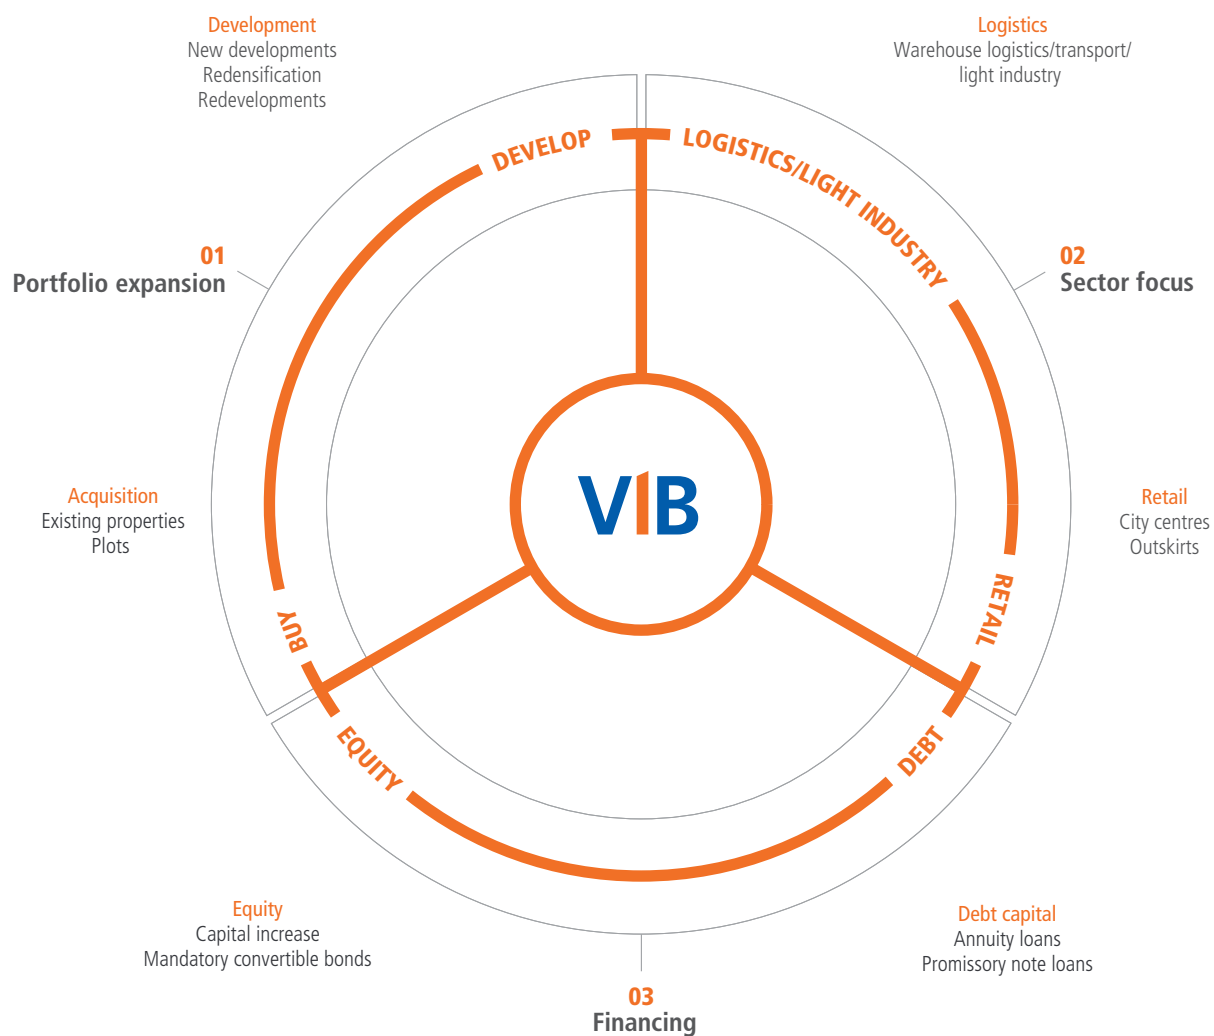 Development
New developments
Redensification
Redevelopments
Logistics
Warehouse logistics/transport/
light industry
DEVELOP
LOGISTICS/LIGHT INDUSTRY
01
Portfolio expansion
02
Sector focus
Acquisition
Existing properties
Plots
VIB
Retail
City centres
Outskirts
BUY
RETAIL
EQUITY
DEBT
Equity
Capital increase
Mandatory convertible bonds
Debt capital
Annuity loans
Promissory note loans
03
Financing